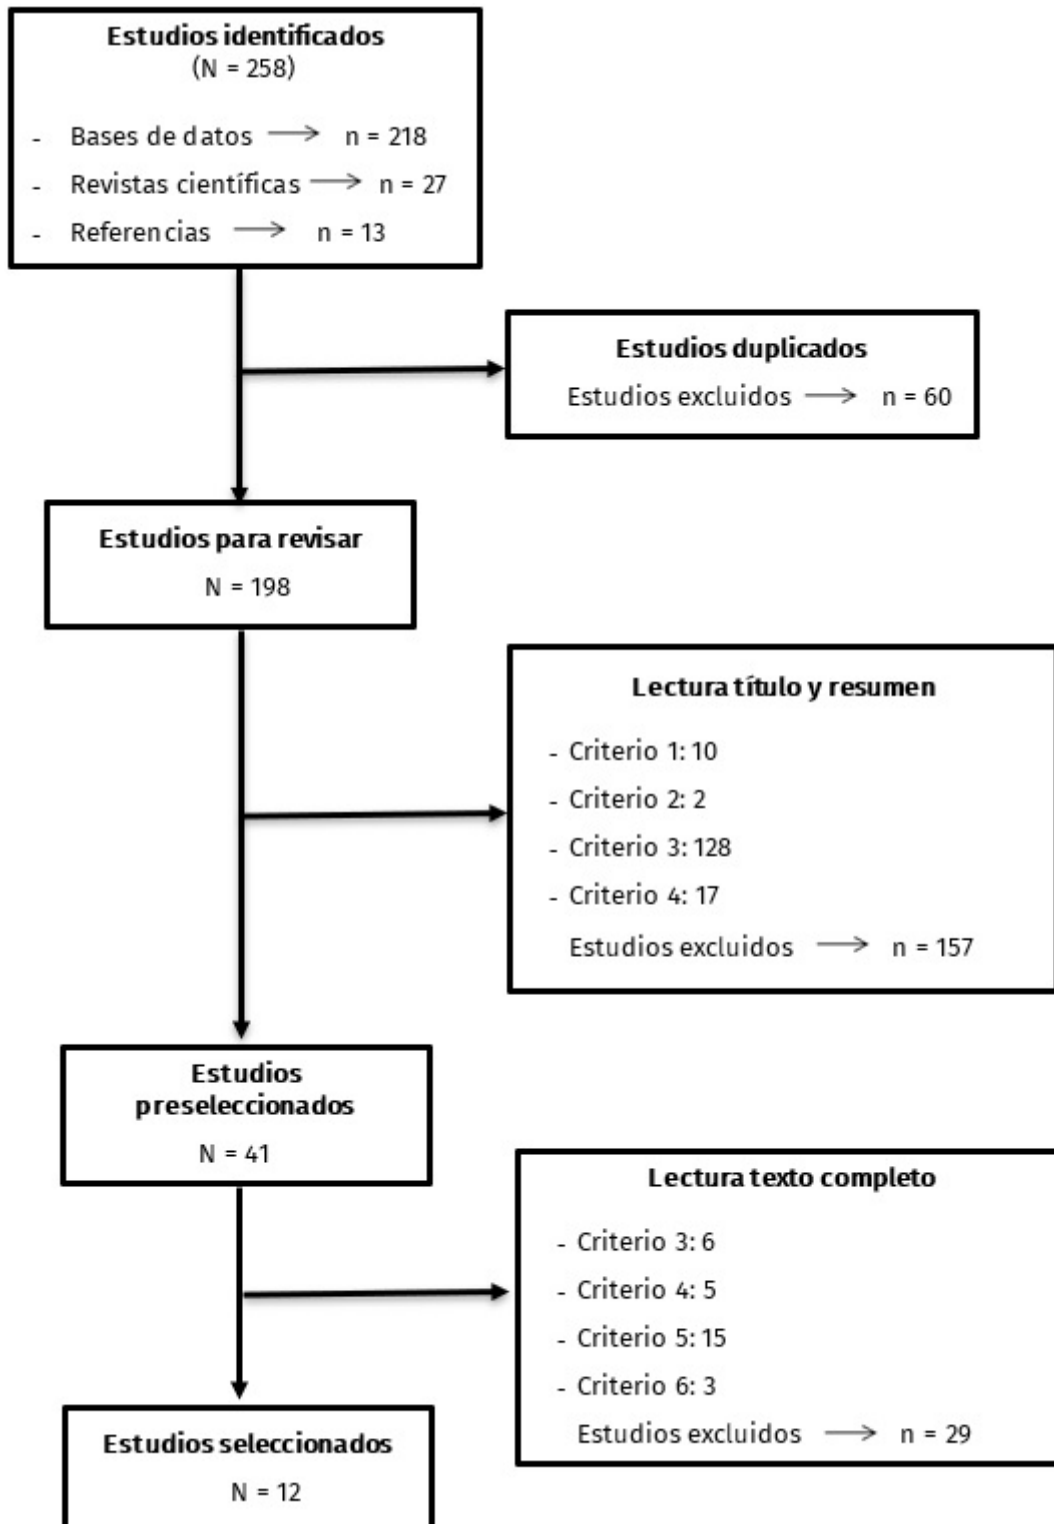 Estudios identificados
(N = 258)
- Bases de datos → n = 218
- Revistas científicas → n = 27
- Referencias → n = 13
Estudios duplicados
Estudios excluidos → n = 60
Estudios para revisar
N = 198
Lectura título y resumen
- Criterio 1: 10
- Criterio 2: 2
- Criterio 3: 128
- Criterio 4: 17
Estudios excluidos → n = 157
Estudios
preseleccionados
N = 41
Lectura texto completo
- Criterio 3: 6
- Criterio 4: 5
- Criterio 5: 15
- Criterio 6: 3
Estudios excluidos → n = 29
Estudios seleccionados
N = 12